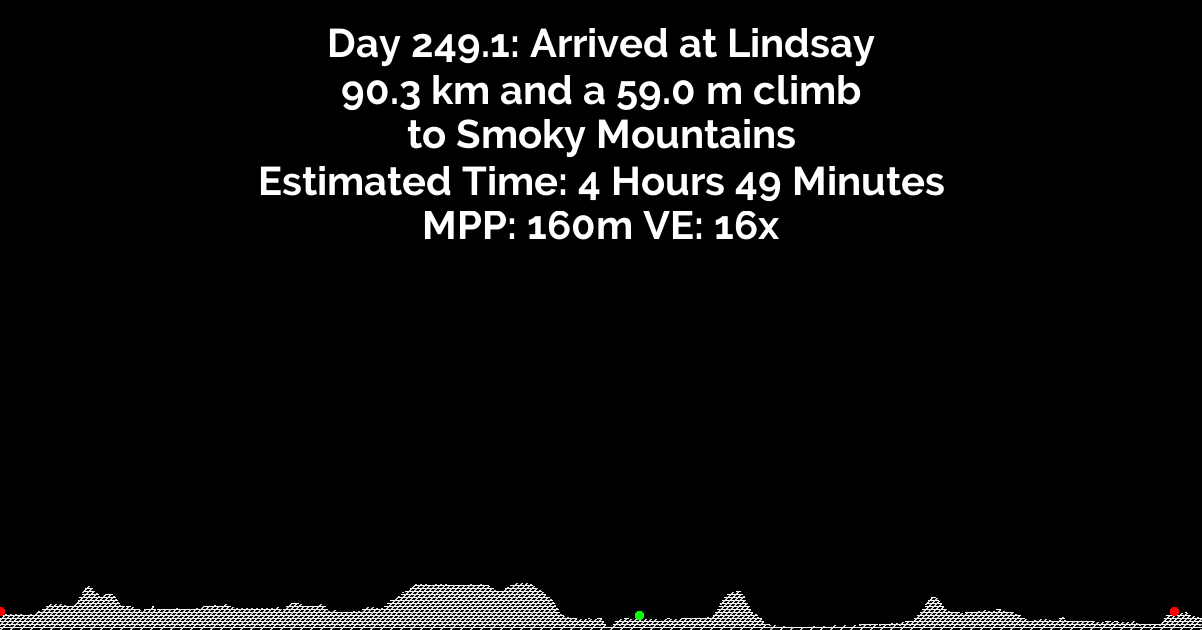 Day 249.1: Arrived at Lindsay
90.3 km and a 59.0 m climb
to Smoky Mountains
Estimated Time: 4 Hours 49 Minutes
MPP: 160m VE: 16x